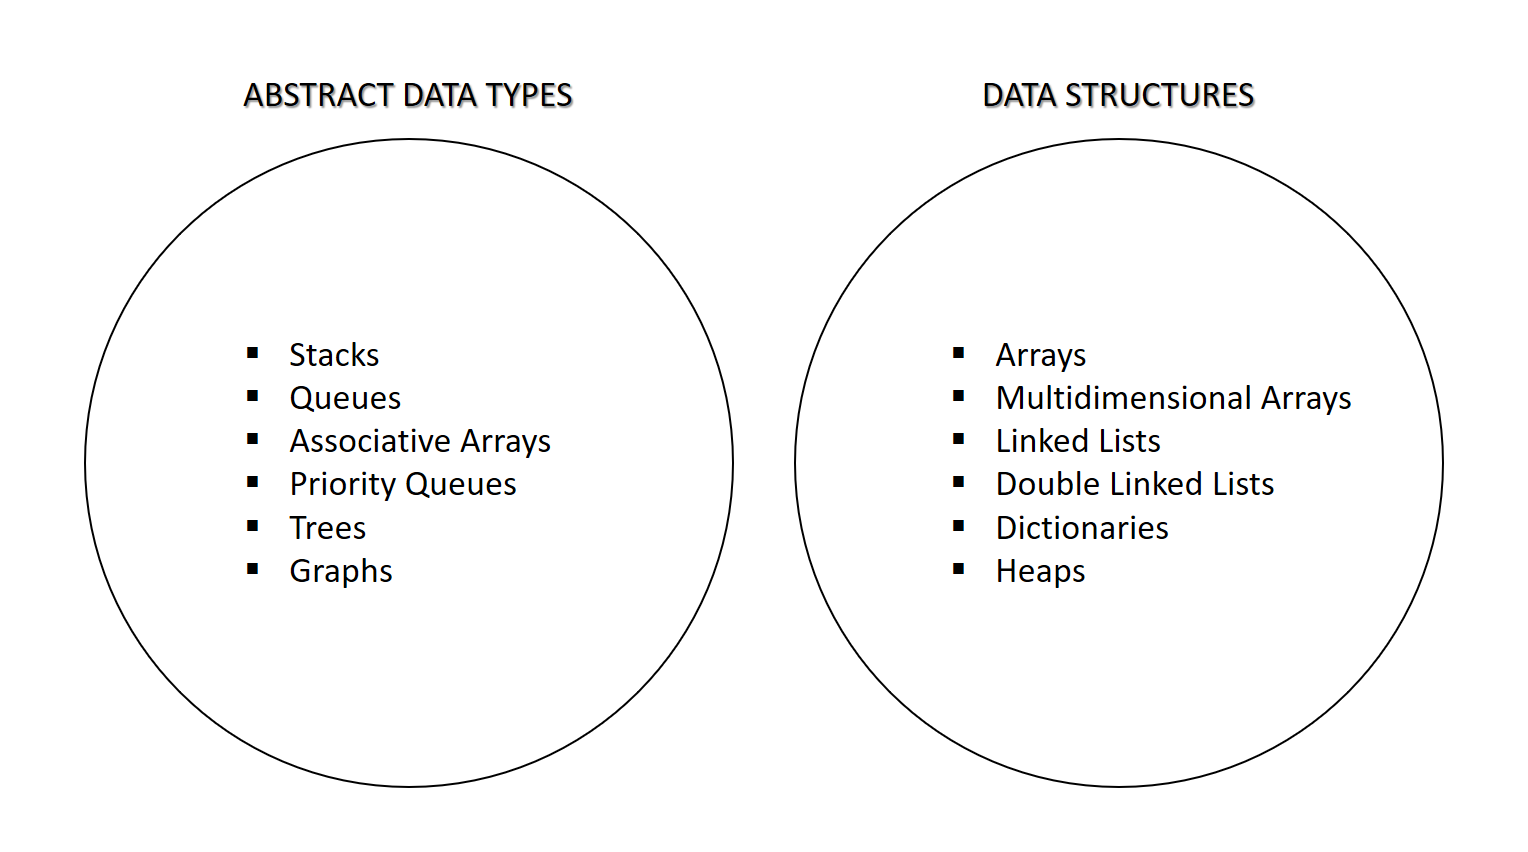 ABSTRACT DATA TYPES
▪ Stacks
▪ Queues
▪ Associative Arrays
▪ Priority Queues
▪ Trees
▪ Graphs
DATA STRUCTURES
▪ Arrays
▪ Multidimensional Arrays
▪ Linked Lists
▪ Double Linked Lists
▪ Dictionaries
▪ Heaps